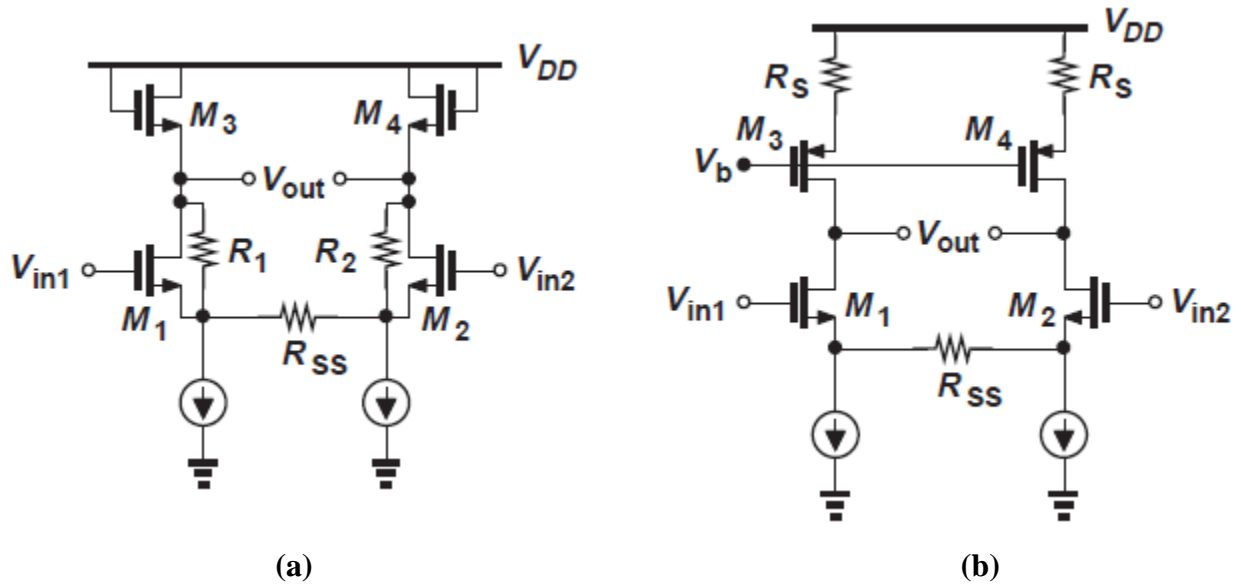 V_DD
M_3
M_4
V_out
R_1
R_2
V_in1
V_in2
M_1
M_2
R_SS
(a)
V_DD
R_S
R_S
M_3
M_4
V_b
V_out
V_in1
M_1
M_2
V_in2
R_SS
(b)